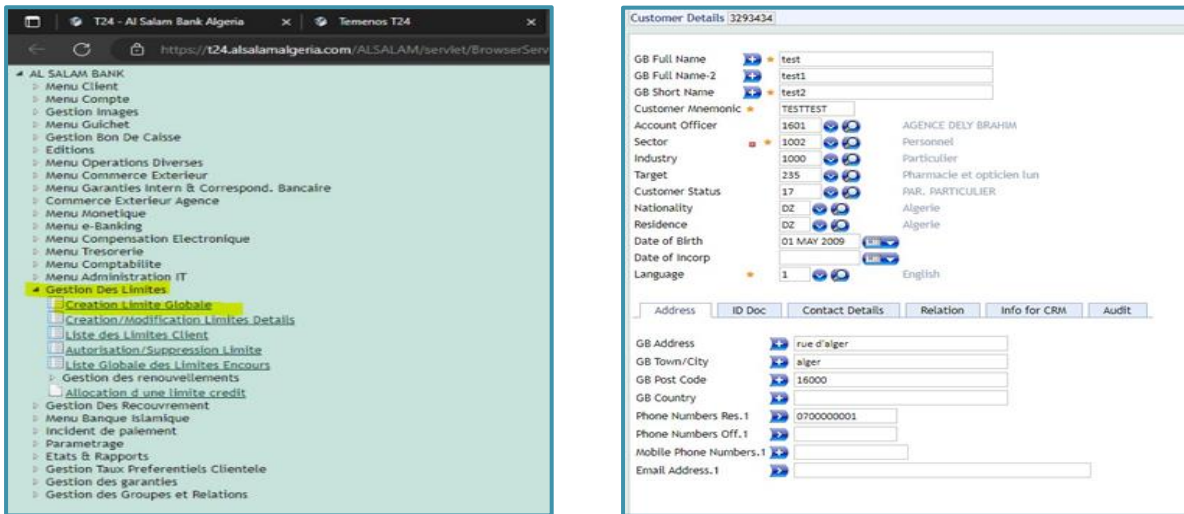 T24 - Al Salam Bank Algeria
Temenos T24
https://t24.alsalamalgeria.com/ALSALAM/servlet/BrowserServ
AL SALAM BANK
Menu Client
Menu Compte
Gestion Images
Menu Guichet
Gestion Bon De Caisse
Editions
Menu Operations Diverses
Menu Commerce Exterieur
Menu Garanties Intern & Correspond. Bancaire
Commerce Exterieur Agence
Menu Monetique
Menu e-Banking
Menu Compensation Electronique
Menu Tresorerie
Menu Comptabilite
Menu Administration IT
Gestion Des Limites
Creation Limite Globale
Creation/Modification Limites Details
Liste des Limites Client
Autorisation/Suppression Limite
Liste Globale des Limites Encours
Gestion des renouvellements
Allocation d une limite credit
Gestion Des Recouvrement
Menu Banque Islamique
Incident de paiement
Parametrage
Etats & Rapports
Gestion Taux Preferentiels Clientele
Gestion des garanties
Gestion des Groupes et Relations
Customer Details 3293434
GB Full Name test
GB Full Name-2 test1
GB Short Name test2
Customer Mnemonic TESTTEST
Account Officer 1601 AGENCE DELY BRAHIM
Sector 1002 Personnel
Industry 1000 Particulier
Target 235 Pharmacie et opticien lun
Customer Status 17 PAR. PARTICULIER
Nationality DZ Algerie
Residence DZ Algerie
Date of Birth 01 MAY 2009
Date of Incorp
Language 1 English
Address ID Doc Contact Details Relation Info for CRM Audit
GB Address rue d'alger
GB Town/City alger
GB Post Code 16000
GB Country
Phone Numbers Res.1 0700000001
Phone Numbers Off.1
Mobile Phone Numbers.1
Email Address.1